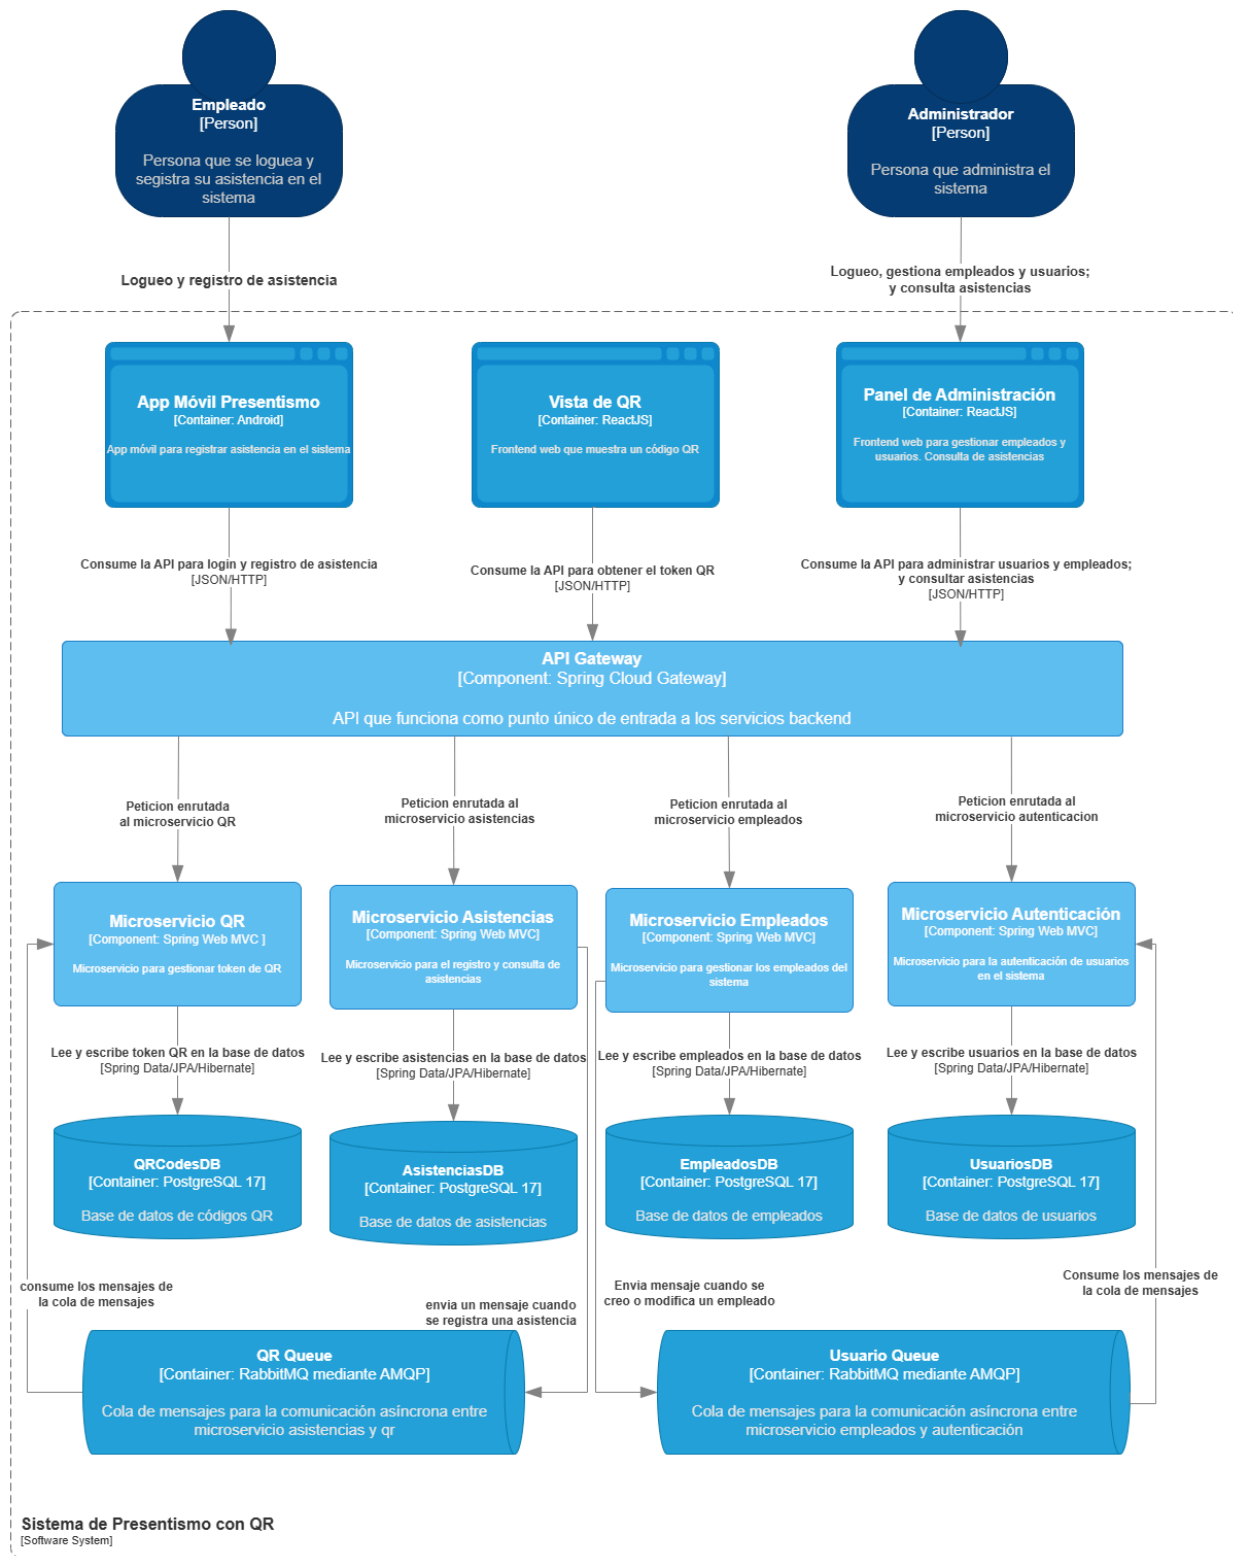 Empleado
[Person]
Persona que se loguea y
segistra su asistencia en el
sistema
Administrador
[Person]
Persona que administra el
sistema
Logueo y registro de asistencia
Logueo, gestiona empleados y usuarios;
y consulta asistencias
App Móvil Presentismo
[Container: Android]
App móvil para registrar asistencia en el sistema
Vista de QR
[Container: ReactJS]
Frontend web que muestra un código QR
Panel de Administración
[Container: ReactJS]
Frontend web para gestionar empleados y
usuarios. Consulta de asistencias
Consume la API para login y registro de asistencia
[JSON/HTTP]
Consume la API para obtener el token QR
[JSON/HTTP]
Consume la API para administrar usuarios y empleados;
y consultar asistencias
[JSON/HTTP]
API Gateway
[Component: Spring Cloud Gateway]
API que funciona como punto único de entrada a los servicios backend
Peticion enrutada
al microservicio QR
Peticion enrutada al
microservicio asistencias
Peticion enrutada al
microservicio empleados
Peticion enrutada al
microservicio autenticacion
Microservicio QR
[Component: Spring Web MVC ]
Microservicio para gestionar token de QR
Microservicio Asistencias
[Component: Spring Web MVC]
Microservicio para el registro y consulta de
asistencias
Microservicio Empleados
[Component: Spring Web MVC]
Microservicio para gestionar los empleados del
sistema
Microservicio Autenticación
[Component: Spring Web MVC]
Microservicio para la autenticación de usuarios
en el sistema
Lee y escribe token QR en la base de datos
[Spring Data/JPA/Hibernate]
Lee y escribe asistencias en la base de datos
[Spring Data/JPA/Hibernate]
Lee y escribe empleados en la base de datos
[Spring Data/JPA/Hibernate]
Lee y escribe usuarios en la base de datos
[Spring Data/JPA/Hibernate]
QRCodesDB
[Container: PostgreSQL 17]
Base de datos de códigos QR
AsistenciasDB
[Container: PostgreSQL 17]
Base de datos de asistencias
EmpleadosDB
[Container: PostgreSQL 17]
Base de datos de empleados
UsuariosDB
[Container: PostgreSQL 17]
Base de datos de usuarios
consume los mensajes de
la cola de mensajes
envia un mensaje cuando
se registra una asistencia
Envia mensaje cuando se
creo o modifica un empleado
Consume los mensajes de
la cola de mensajes
QR Queue
[Container: RabbitMQ mediante AMQP]
Cola de mensajes para la comunicación asíncrona entre
microservicio asistencias y qr
Usuario Queue
[Container: RabbitMQ mediante AMQP]
Cola de mensajes para la comunicación asíncrona entre
microservicio empleados y autenticación
Sistema de Presentismo con QR
[Software System]